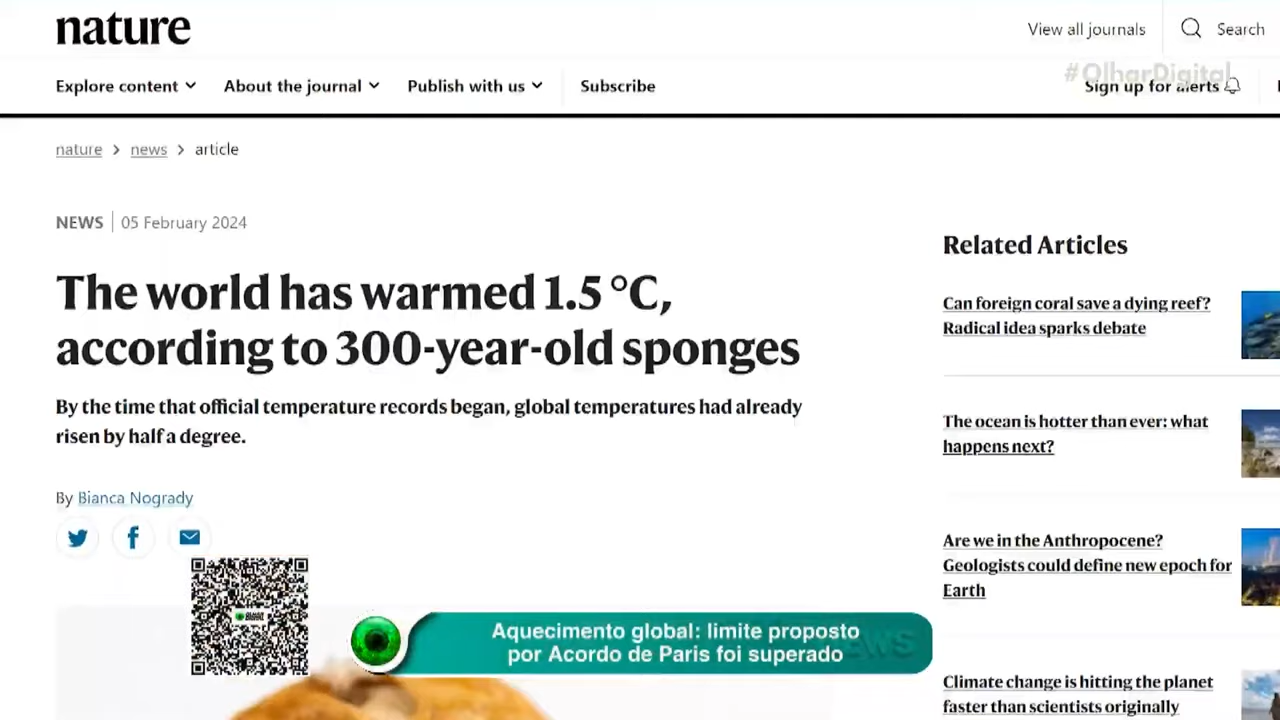 nature
View all journals
Search
#OlharDigital
Explore content
About the journal
Publish with us
Subscribe
Sign up for alerts
nature > news > article
NEWS | 05 February 2024
The world has warmed 1.5 °C,
according to 300-year-old sponges
By the time that official temperature records began, global temperatures had already
risen by half a degree.
By Bianca Nogrady
Related Articles
Can foreign coral save a dying reef?
Radical idea sparks debate
The ocean is hotter than ever: what
happens next?
Are we in the Anthropocene?
Geologists could define new epoch for
Earth
Climate change is hitting the planet
faster than scientists originally
Aquecimento global: limite proposto
por Acordo de Paris foi superado